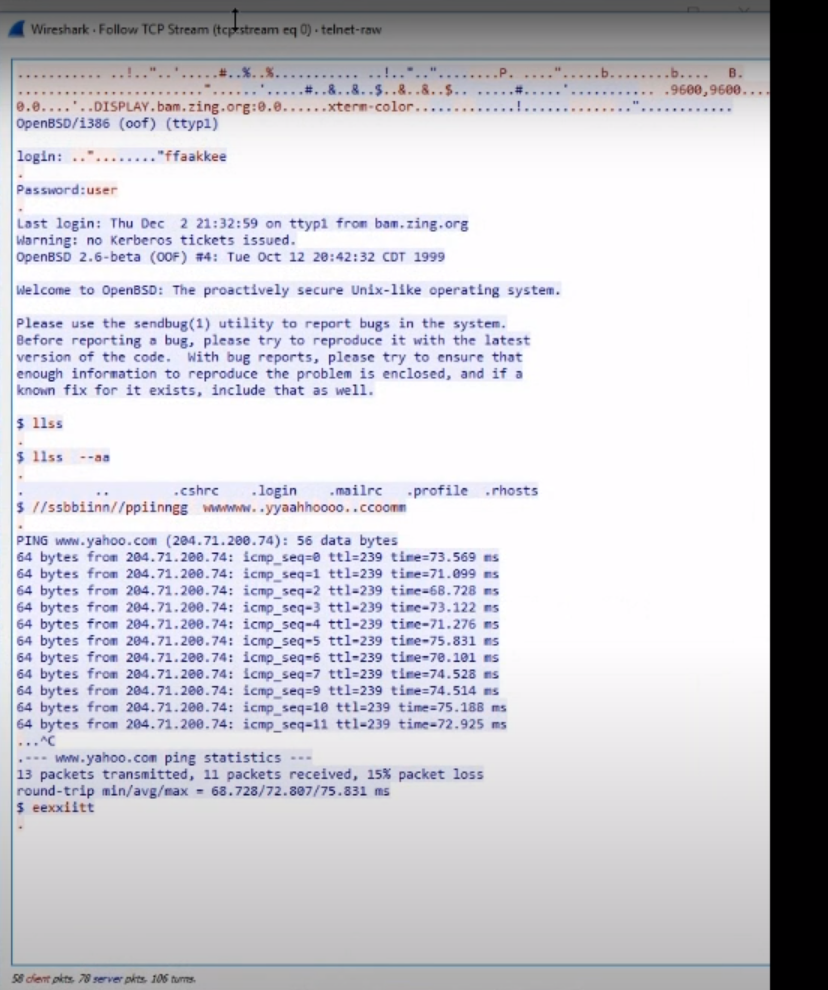 Wireshark · Follow TCP Stream (tcp.stream eq 0) · telnet-raw
........... ..!.."..'.....#..%..%........... ..!..".."........P. ...."......b........b.... B.
.........................."......'.....#..&..&..$..&..&..$.. .....#.....'........... .9600,9600....
0.0....'..DISPLAY.bam.zing.org:0.0......xterm-color.............!.........."............
OpenBSD/i386 (oof) (ttyp1)
login: .."........"ffaakkee
.
Password:user
.
Last login: Thu Dec  2 21:32:59 on ttyp1 from bam.zing.org
Warning: no Kerberos tickets issued.
OpenBSD 2.6-beta (OOF) #4: Tue Oct 12 20:42:32 CDT 1999
Welcome to OpenBSD: The proactively secure Unix-like operating system.
Please use the sendbug(1) utility to report bugs in the system.
Before reporting a bug, please try to reproduce it with the latest
version of the code.  With bug reports, please try to ensure that
enough information to reproduce the problem is enclosed, and if a
known fix for it exists, include that as well.
$ llss
.
$ llss  --aa
.
.         ..        .cshrc    .login    .mailrc   .profile  .rhosts
$ //ssbbiinn//ppiinngg  wwwwww..yyaahhoooo..ccoomm
.
PING www.yahoo.com (204.71.200.74): 56 data bytes
64 bytes from 204.71.200.74: icmp_seq=0 ttl=239 time=73.569 ms
64 bytes from 204.71.200.74: icmp_seq=1 ttl=239 time=71.099 ms
64 bytes from 204.71.200.74: icmp_seq=2 ttl=239 time=68.728 ms
64 bytes from 204.71.200.74: icmp_seq=3 ttl=239 time=73.122 ms
64 bytes from 204.71.200.74: icmp_seq=4 ttl=239 time=71.276 ms
64 bytes from 204.71.200.74: icmp_seq=5 ttl=239 time=75.831 ms
64 bytes from 204.71.200.74: icmp_seq=6 ttl=239 time=70.101 ms
64 bytes from 204.71.200.74: icmp_seq=7 ttl=239 time=74.528 ms
64 bytes from 204.71.200.74: icmp_seq=9 ttl=239 time=74.514 ms
64 bytes from 204.71.200.74: icmp_seq=10 ttl=239 time=75.188 ms
64 bytes from 204.71.200.74: icmp_seq=11 ttl=239 time=72.925 ms
...^C
.--- www.yahoo.com ping statistics ---
13 packets transmitted, 11 packets received, 15% packet loss
round-trip min/avg/max = 68.728/72.807/75.831 ms
$ eexxiitt
.
58 client pkts, 78 server pkts, 106 turns.